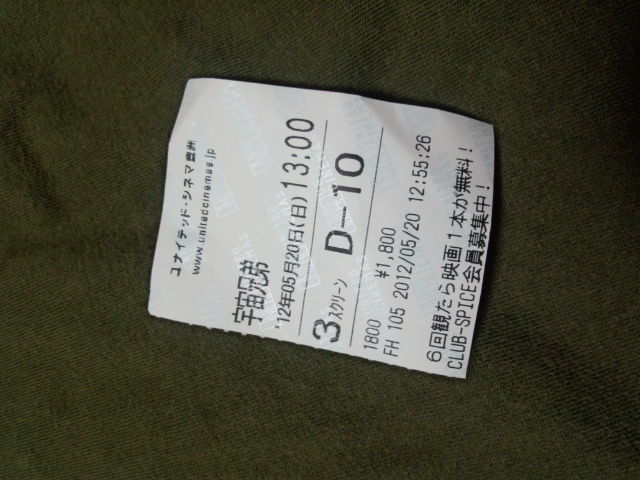 ユナイテッド・シネマ豊洲
www.unitedcinemas.jp
宇宙兄弟
'12年05月20日(日)13:00
3スクリーン D-10
1800 ¥1,800
FH 105 2012/05/20 12:55:26
6回観たら映画1本が無料!
CLUB-SPICE会員募集中!